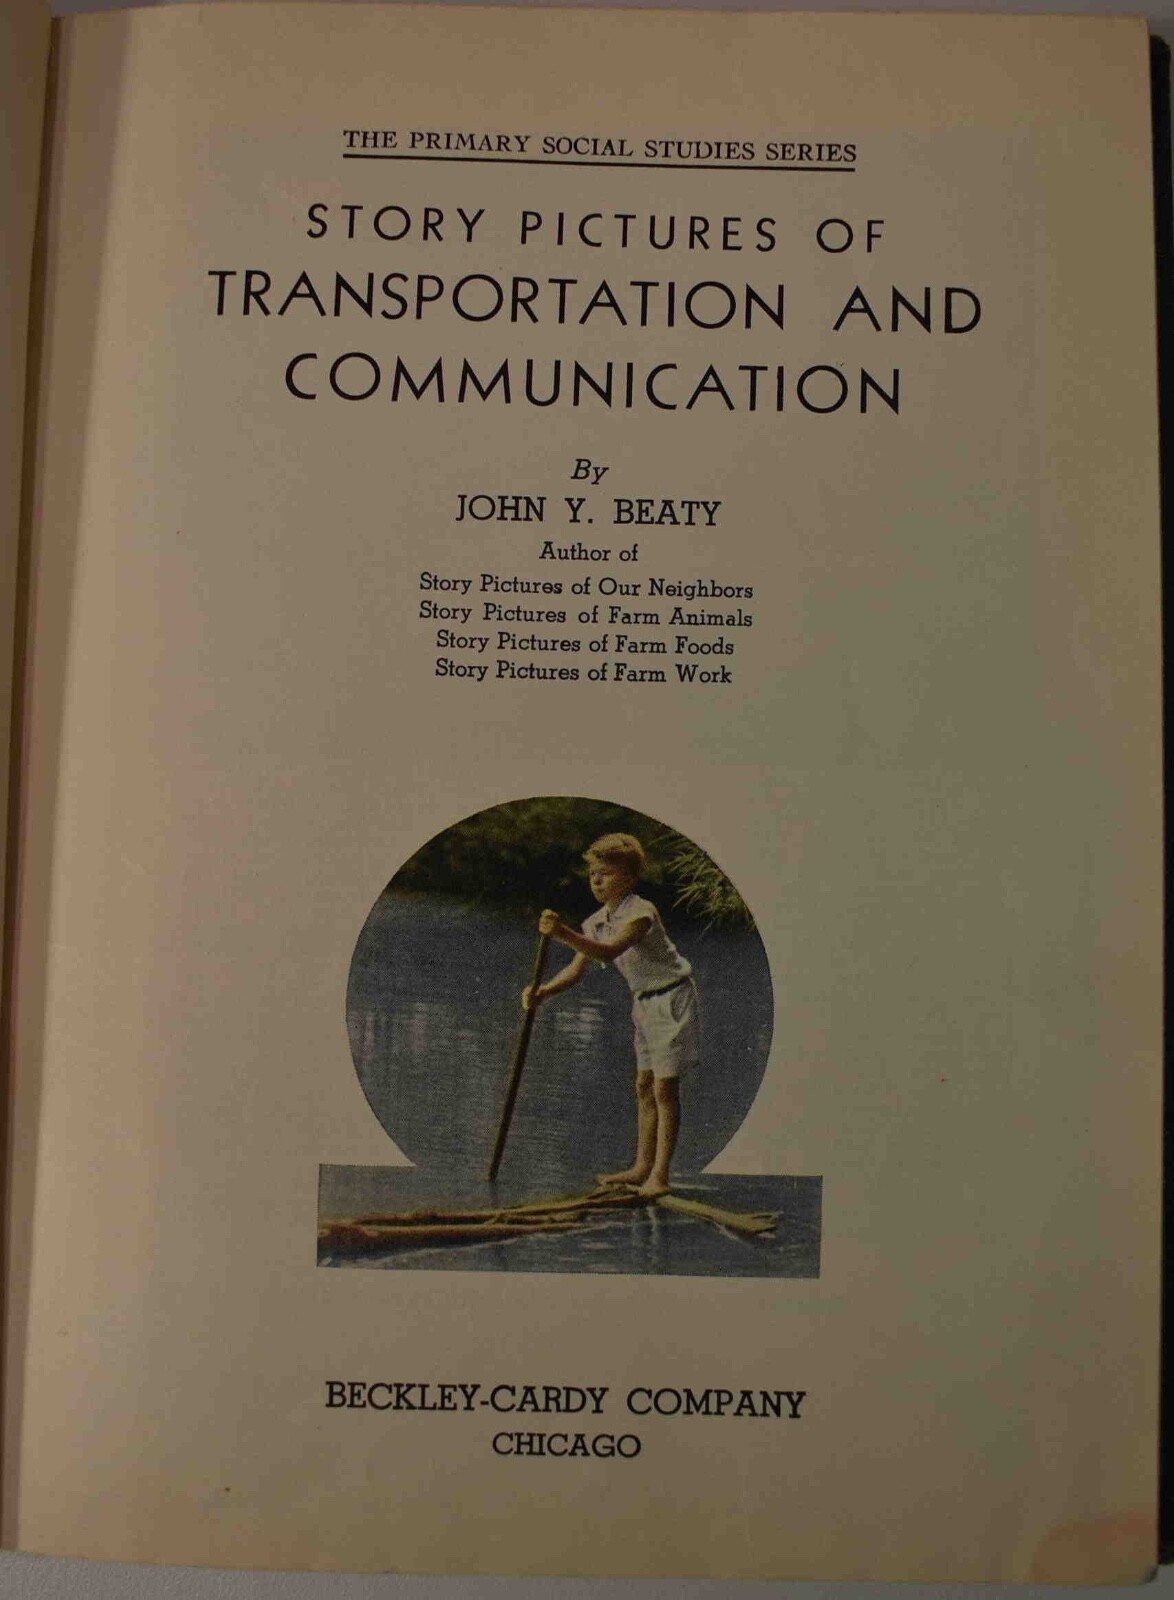 THE PRIMARY SOCIAL STUDIES SERIES
STORY PICTURES OF
TRANSPORTATION AND
COMMUNICATION
By
JOHN Y. BEATY
Author of
Story Pictures of Our Neighbors
Story Pictures of Farm Animals
Story Pictures of Farm Foods
Story Pictures of Farm Work
BECKLEY-CARDY COMPANY
CHICAGO